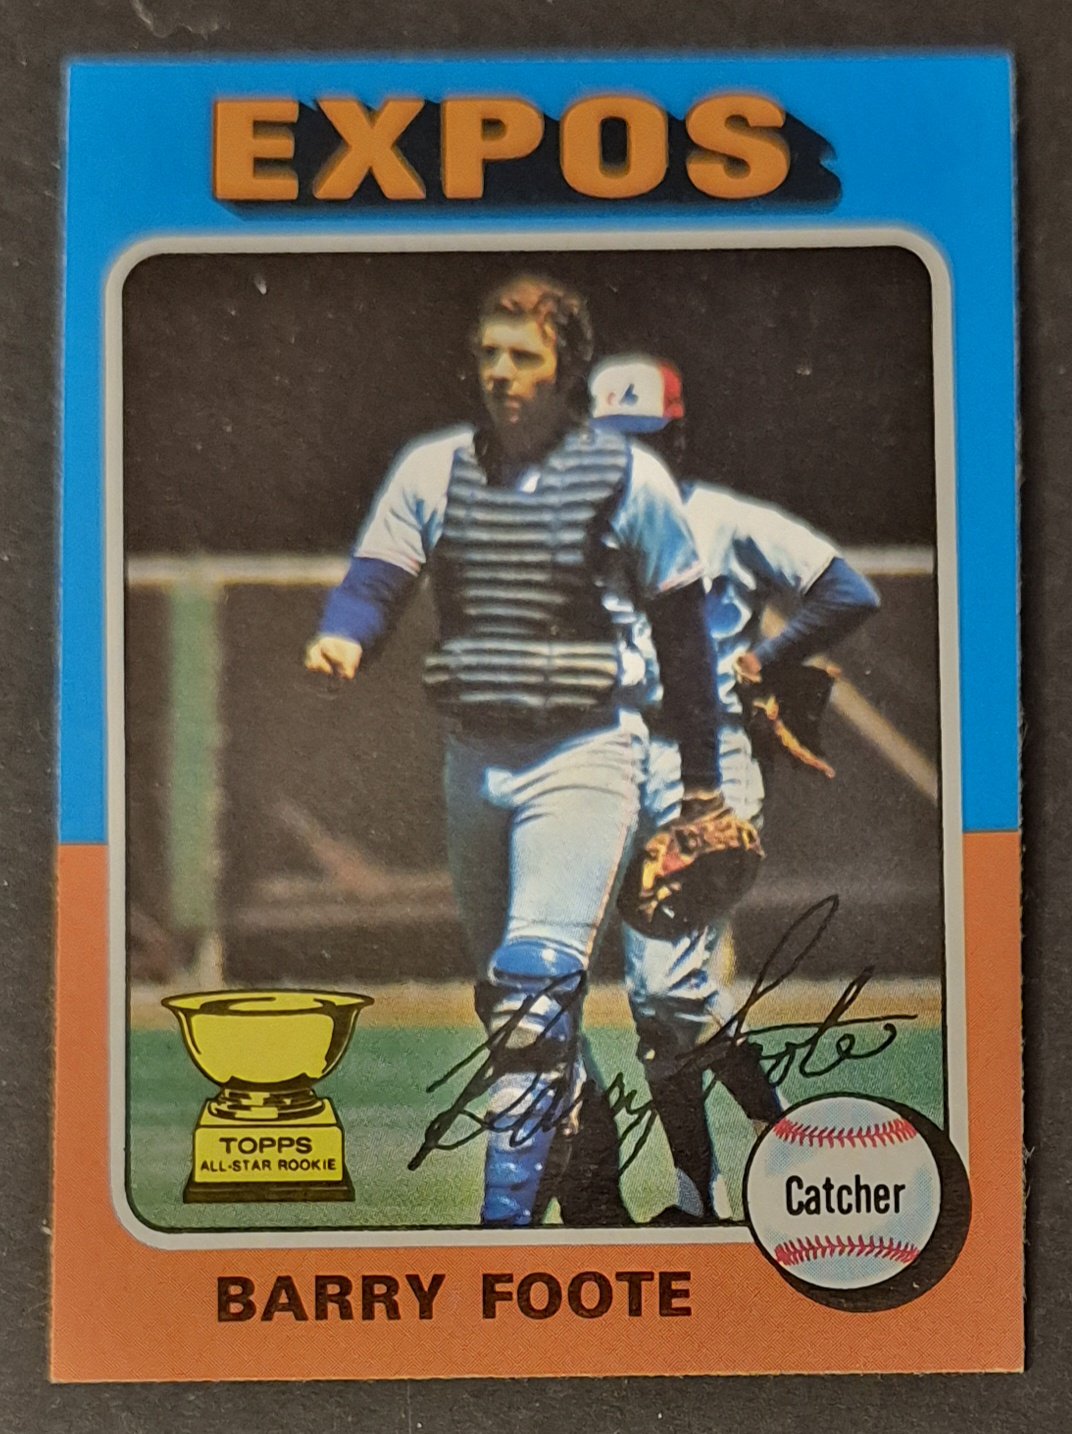 EXPOS
TOPPS
ALL-STAR ROOKIE
Barry Foote
Catcher
BARRY FOOTE